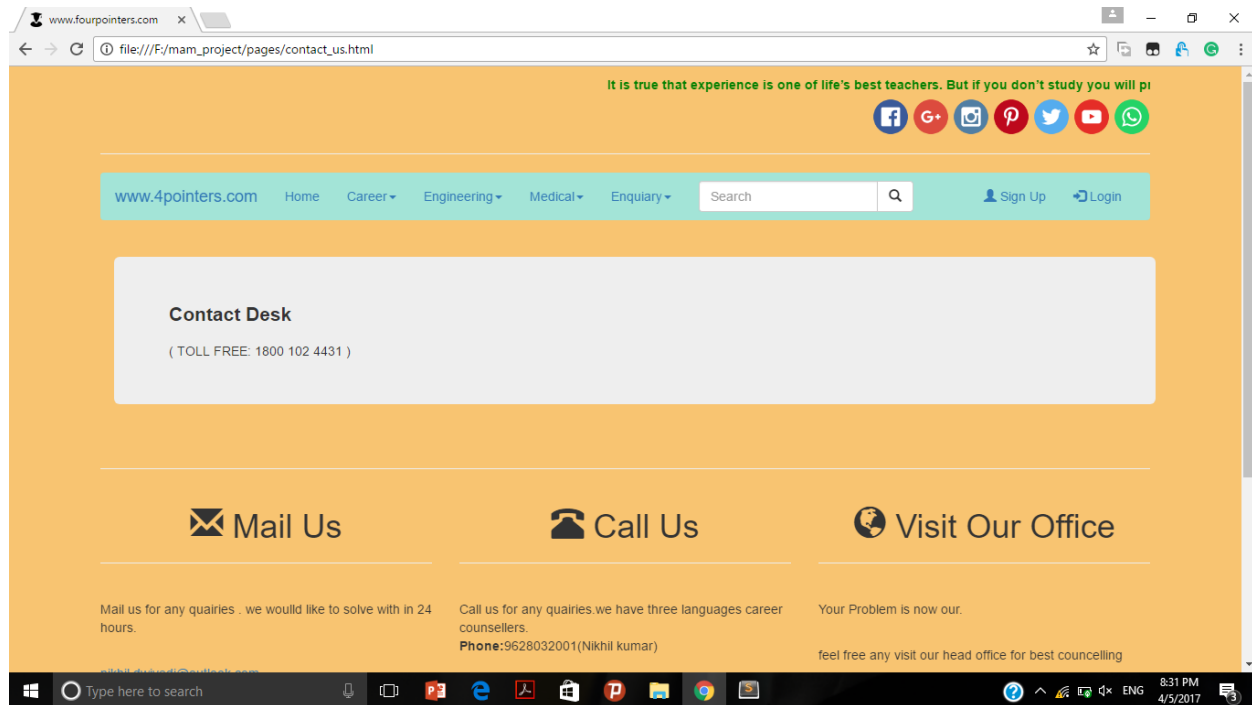 www.fourpointers.com
file:///F:/mam_project/pages/contact_us.html
It is true that experience is one of life's best teachers. But if you don't study you will
www.4pointers.com Home Career Engineering Medical Enquiary Search Sign Up Login
Contact Desk
( TOLL FREE: 1800 102 4431 )
Mail Us
Mail us for any quairies . we woulld like to solve with in 24
hours.
Call Us
Call us for any quairies.we have three languages career
counsellers.
Phone:9628032001(Nikhil kumar)
Visit Our Office
Your Problem is now our.
feel free any visit our head office for best councelling
Type here to search
ENG
8:31 PM
4/5/2017